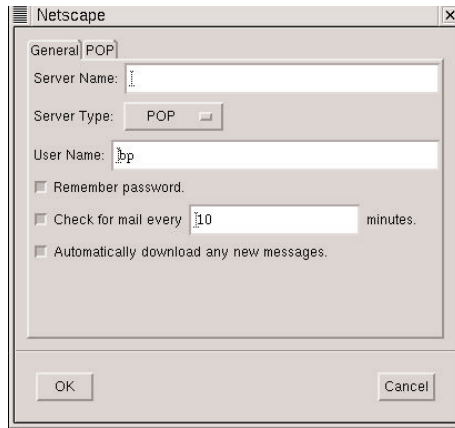 Netscape
General POP
Server Name:
Server Type: POP
User Name: bp
Remember password.
Check for mail every 10 minutes.
Automatically download any new messages.
OK Cancel